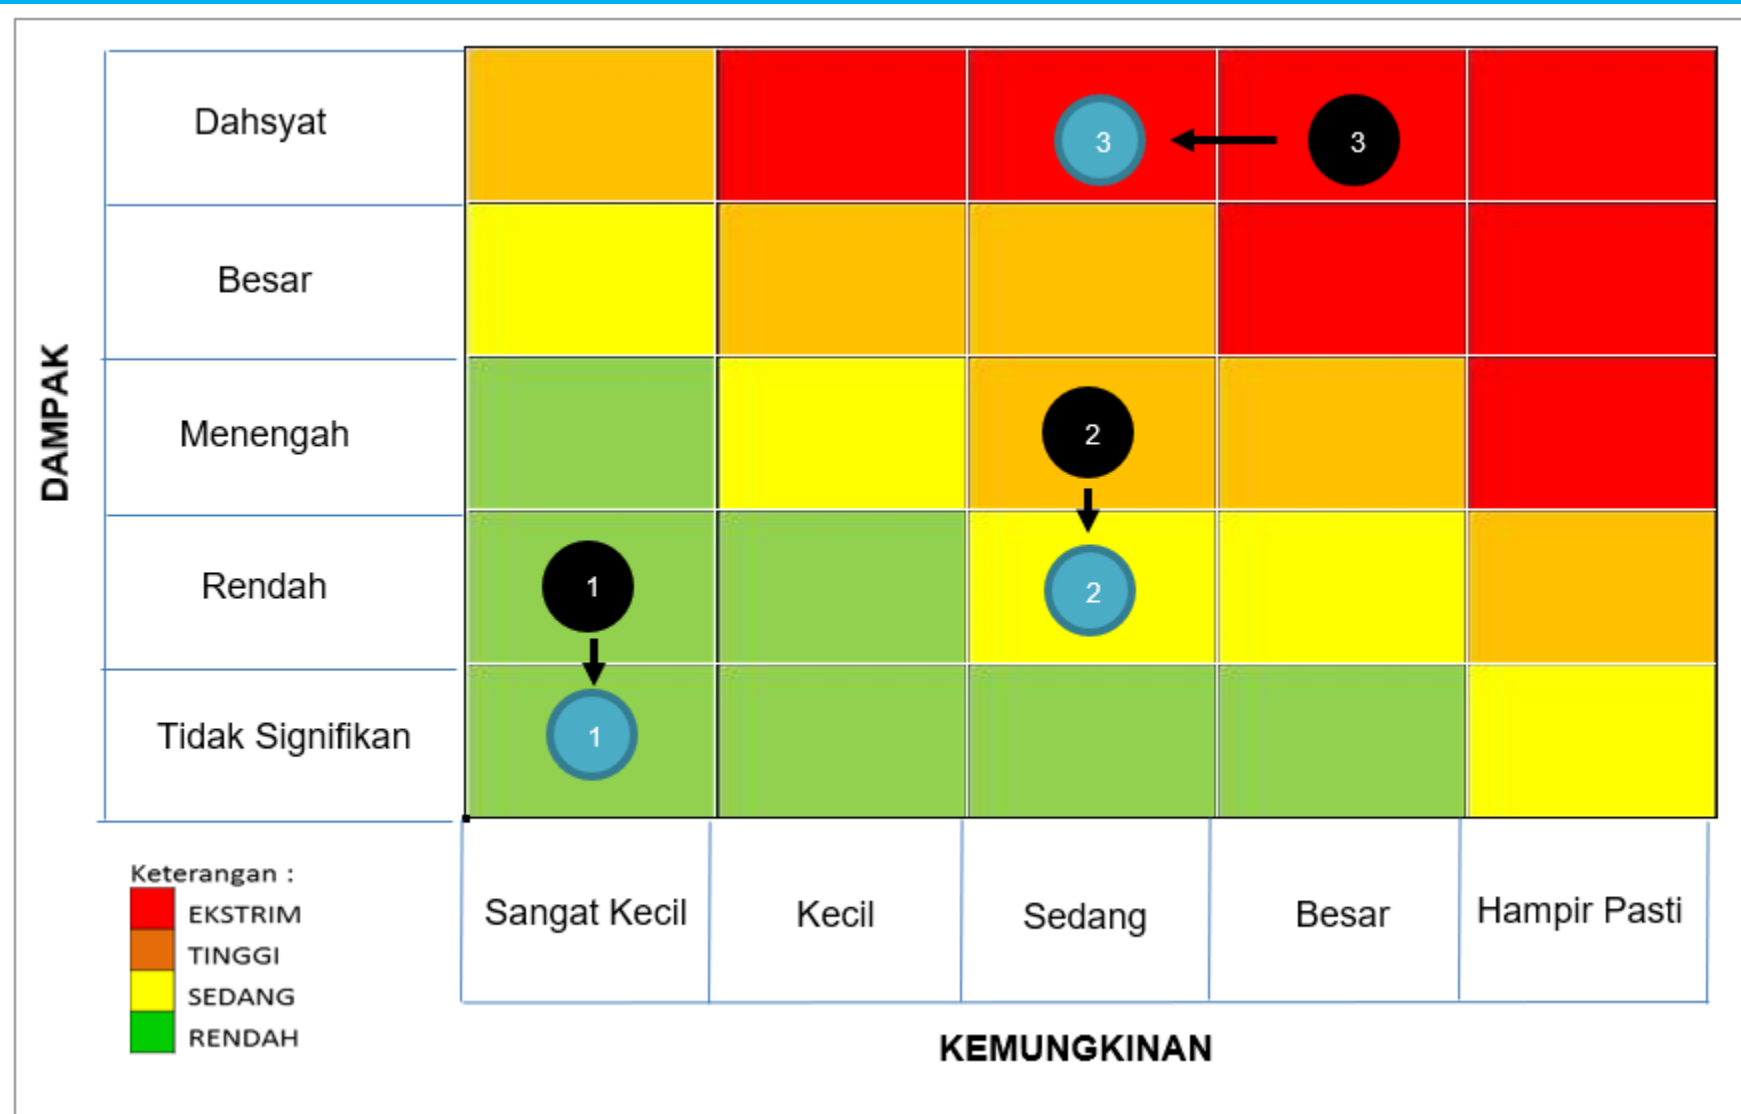 DAMPAK
Dahsyat
3
3
Besar
Menengah
2
Rendah
1
2
Tidak Signifikan
1
Sangat Kecil
Kecil
Sedang
Besar
Hampir Pasti
KEMUNGKINAN
Keterangan :
EKSTRIM
TINGGI
SEDANG
RENDAH